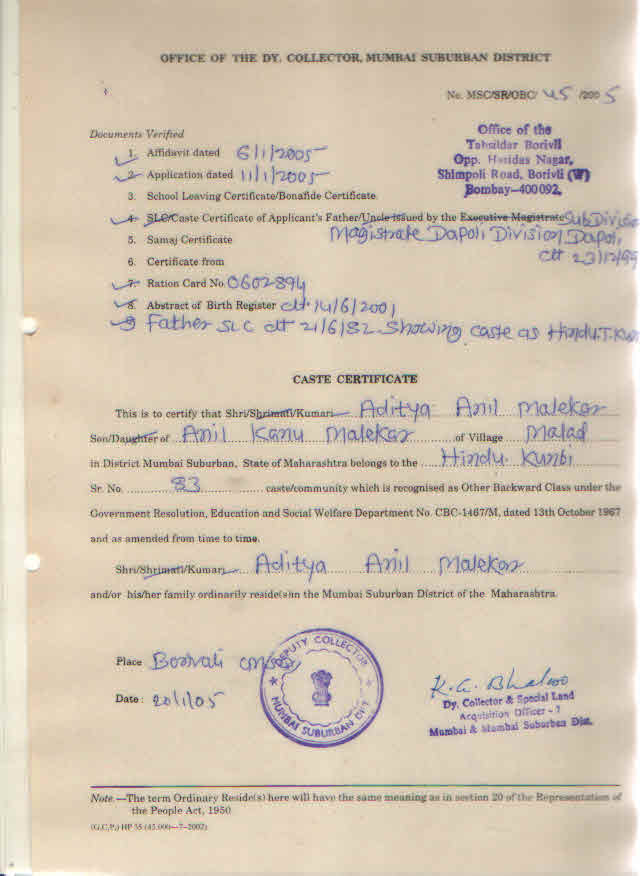 OFFICE OF THE DY. COLLECTOR, MUMBAI SUBURBAN DISTRICT
No. MSC/SR/OBC/ 45 /2005
Documents Verified
Office of the
Tahsildar Borivli
Opp. Haridas Nagar,
Shimpoli Road, Borivli (W)
Bombay-400 092.
1. Affidavit dated 6/1/2005
2. Application dated 11/1/2005
3. School Leaving Certificate/Bonafide Certificate
4. SLC/Caste Certificate of Applicant's Father/Uncle issued by the Executive Magistrate Sub Divisio
Magistrate Dapoli Division, Dapoli,
5. Samaj Certificate
dt 23/12/95
6. Certificate from
7. Ration Card No. 0602894
8. Abstract of Birth Register dt. 14/6/2001
9 Father SLC dt 21/6/82 Showing caste as Hindu.T.Kun
CASTE CERTIFICATE
This is to certify that Shri/Shrimati/Kumari Aditya Anil Malekar
Son/Daughter of Anil Kanu Malekar of Village Malad
in District Mumbai Suburban, State of Maharashtra belongs to the Hindu Kunbi
Sr. No. 83 caste/community which is recognised as Other Backward Class under the
Government Resolution, Education and Social Welfare Department No. CBC-1467/M, dated 13th October 1967
and as amended from time to time.
Shri/Shrimati/Kumari Aditya Anil Malekar
and/or his/her family ordinarily reside(s)in the Mumbai Suburban District of the Maharashtra.
Place Borivali
Date : 20/1/05
DEPUTY COLLECTOR
MUMBAI SUBURBAN DIST.
Dy. Collector & Special Land
Acquisition Officer - 7
Mumbai & Mumbai Suburban Dist.
Note.—The term Ordinary Reside(s) here will have the same meaning as in section 20 of the Representation of
the People Act, 1950
(G.C.P.) HP 35 (45,000—7-2002)